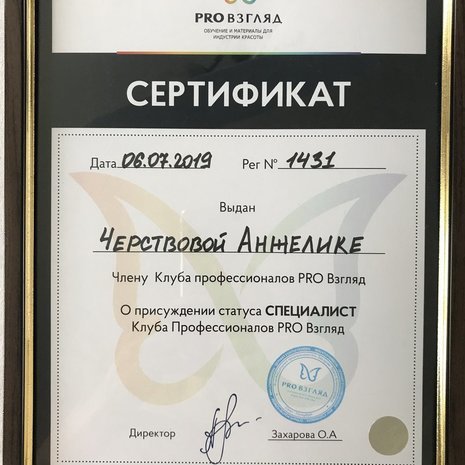 PRO ВЗГЛЯД
ОБУЧЕНИЕ И МАТЕРИАЛЫ ДЛЯ
ИНДУСТРИИ КРАСОТЫ
СЕРТИФИКАТ
Дата 06.07.2019 Рег № 1431
Выдан
Черствовой Анжелике
Члену Клуба профессионалов PRO Взгляд
О присуждении статуса СПЕЦИАЛИСТ
Клуба Профессионалов PRO Взгляд
PRO ВЗГЛЯД
Директор Захарова О.А